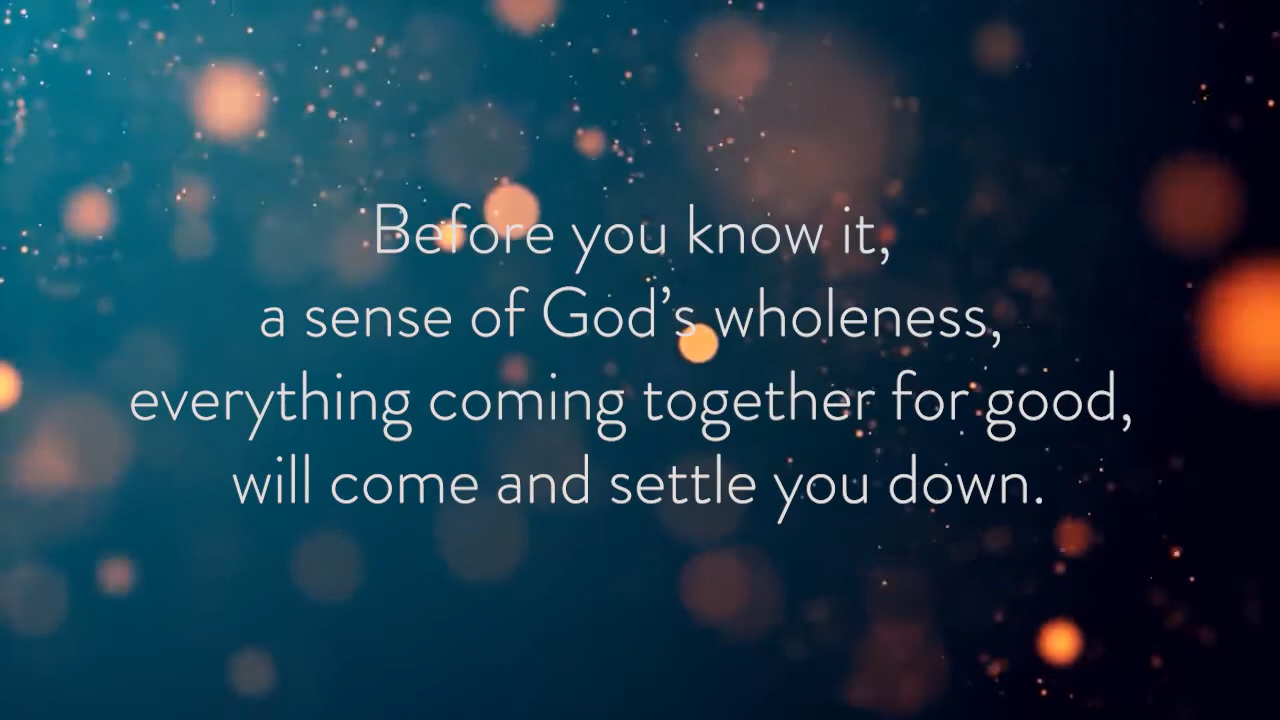 Before you know it,
a sense of God’s wholeness,
everything coming together for good,
will come and settle you down.